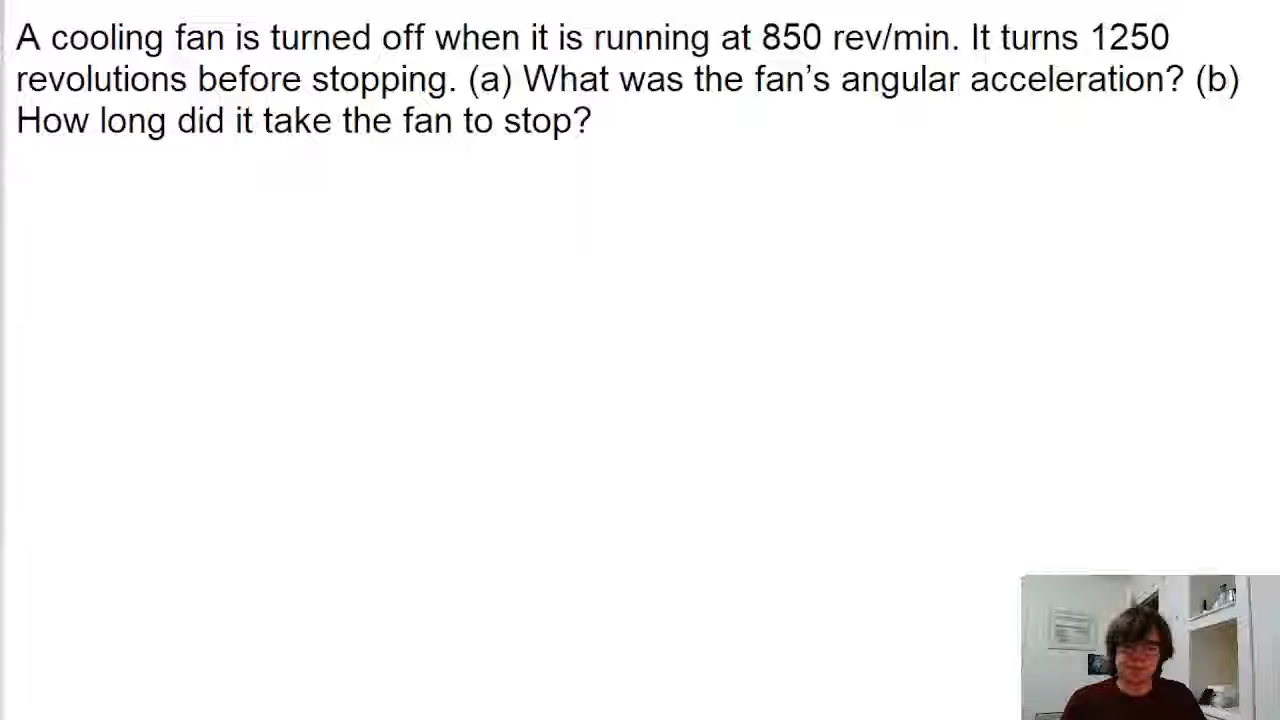 A cooling fan is turned off when it is running at 850 rev/min. It turns 1250
revolutions before stopping. (a) What was the fan’s angular acceleration? (b)
How long did it take the fan to stop?